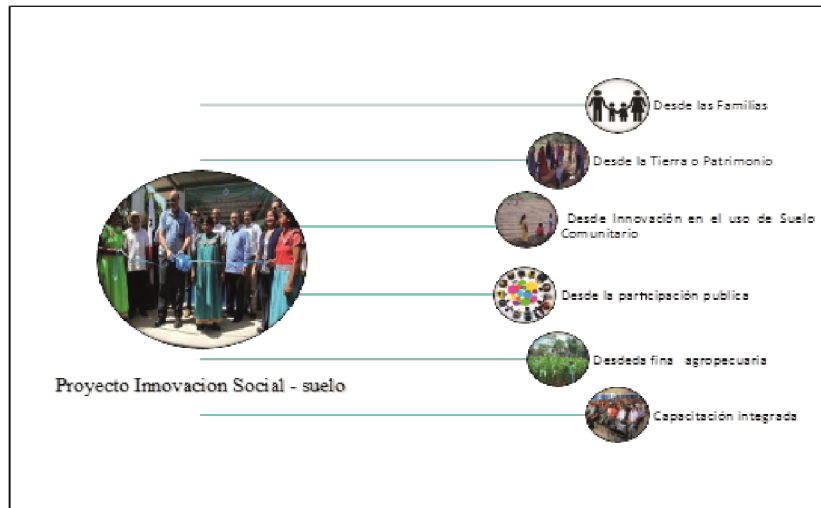 Desde las Familias
Desde la Tierra o Patrimonio
Desde Innovación en el uso de Suelo
Comunitario
Desde la participación publica
Desdeda fina agropecuaria
Capacitación integrada
Proyecto Innovacion Social - suelo